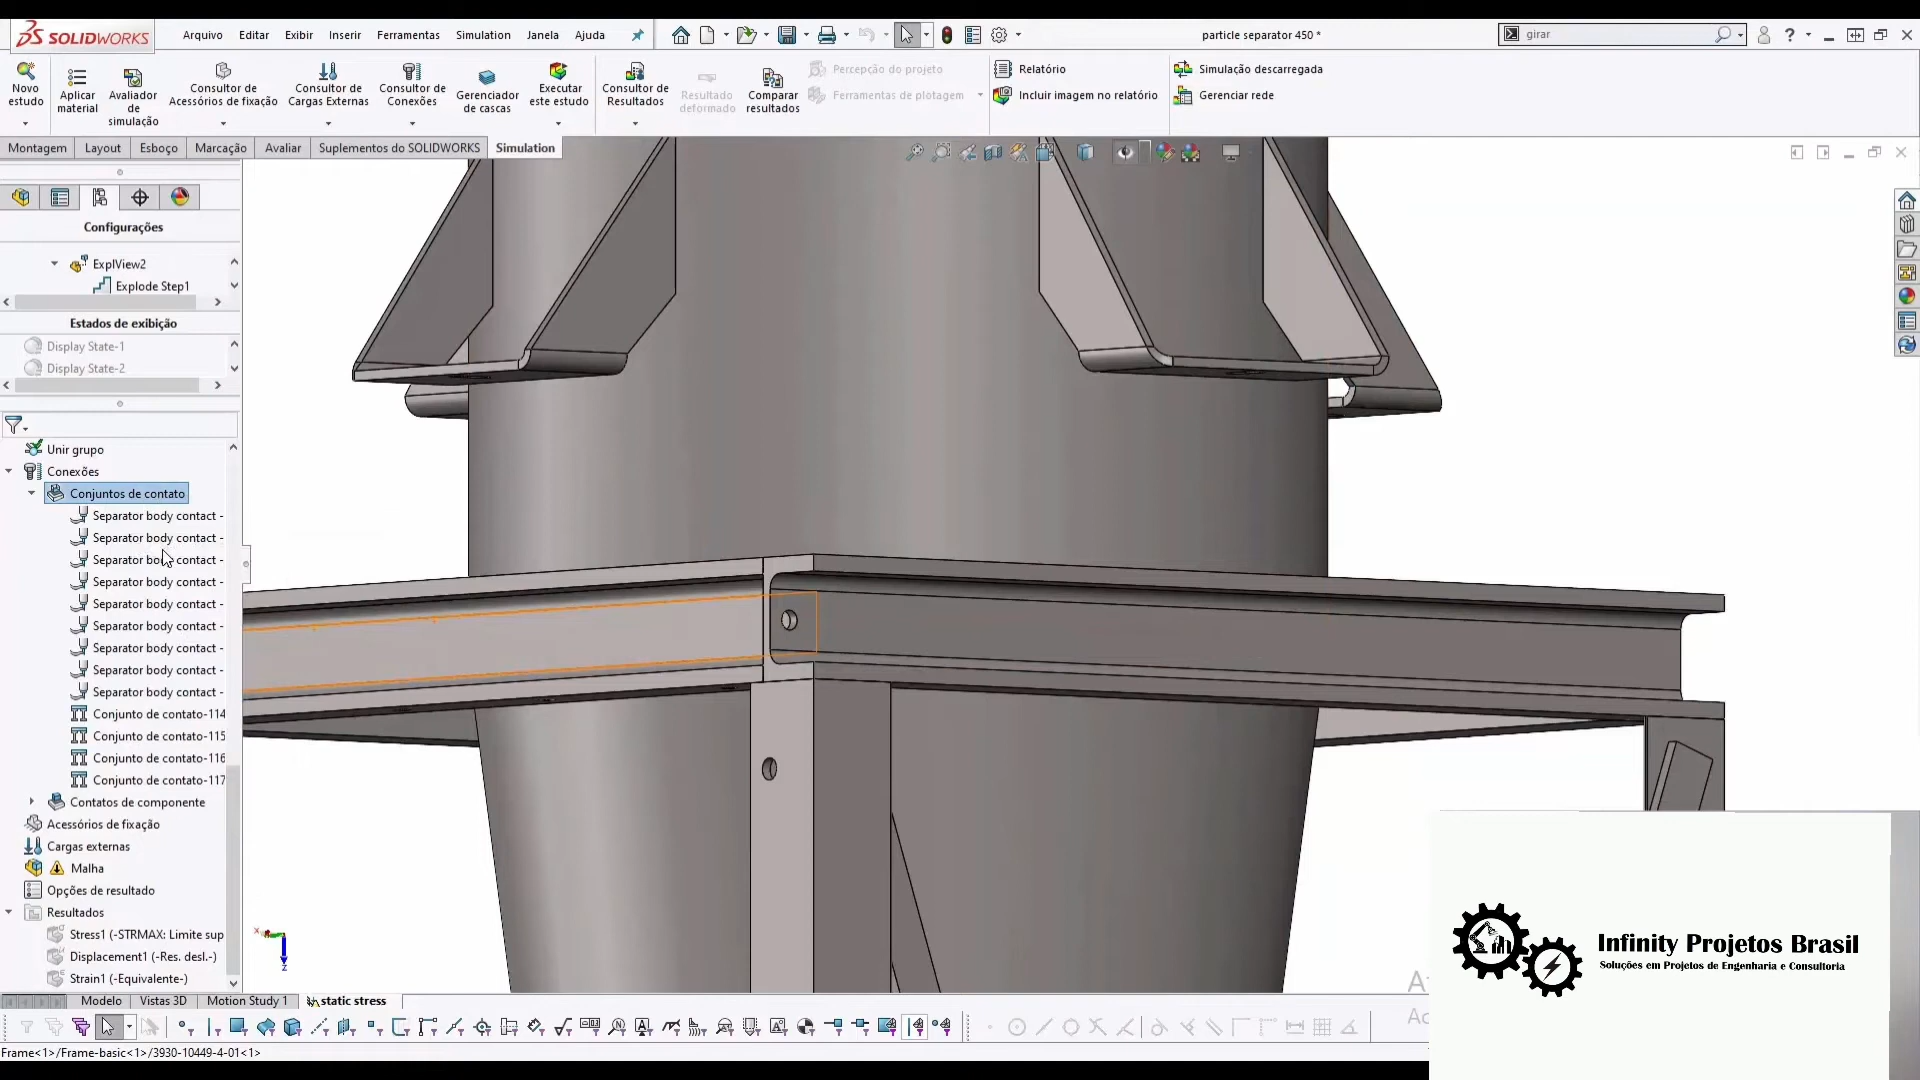 SOLIDWORKS
Arquivo Editar Exibir Inserir Ferramentas Simulation Janela Ajuda
particle separator 450 *
girar
Novo estudo
Aplicar material
Avaliador de simulação
Consultor de Acessórios de fixação
Consultor de Cargas Externas
Consultor de Conexões
Gerenciador de cascas
Executar este estudo
Consultor de Resultados
Resultado deformado
Comparar resultados
Percepção do projeto
Ferramentas de plotagem
Relatório
Incluir imagem no relatório
Simulação descarregada
Gerenciar rede
Montagem Layout Esboço Marcação Avaliar Suplementos do SOLIDWORKS Simulation
Configurações
ExplView2
Explode Step1
Estados de exibição
Display State-1
Display State-2
Unir grupo
Conexões
Conjuntos de contato
Separator body contact -
Separator body contact -
Separator body contact -
Separator body contact -
Separator body contact -
Separator body contact -
Separator body contact -
Separator body contact -
Separator body contact -
Conjunto de contato-114
Conjunto de contato-115
Conjunto de contato-116
Conjunto de contato-117
Contatos de componente
Acessórios de fixação
Cargas externas
Malha
Opções de resultado
Resultados
Stress1 (-STRMAX: Limite sup
Displacement1 (-Res. desl.-)
Strain1 (-Equivalente-)
x
z
Modelo Vistas 3D Motion Study 1 static stress
Frame<1>/Frame-basic<1>/3930-10449-4-01<1>
Infinity Projetos Brasil
Soluções em Projetos de Engenharia e Consultoria